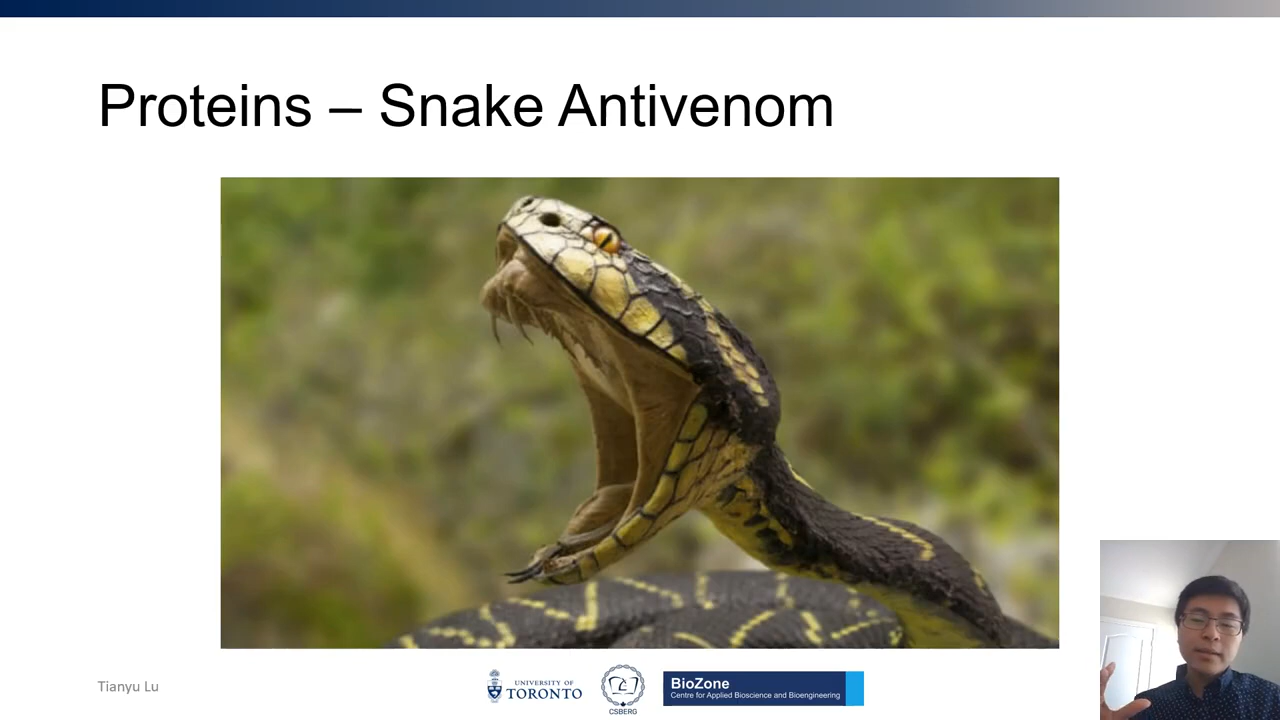 Proteins – Snake Antivenom
Tianyu Lu
UNIVERSITY OF
TORONTO
CSBERG
BioZone
Centre for Applied Bioscience and Bioengineering